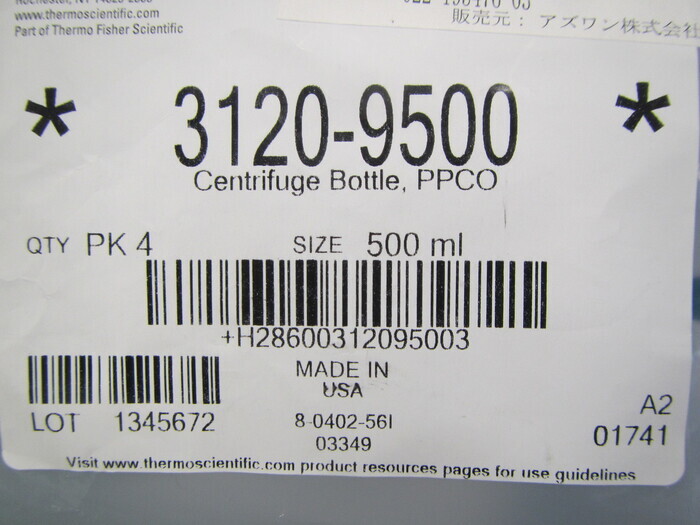 www.thermoscientific.com
Part of Thermo Fisher Scientific
販売元： アズワン株式会社
* 3120-9500 *
Centrifuge Bottle, PPCO
QTY PK 4 SIZE 500 ml
+H28600312095003
MADE IN
USA
LOT 1345672
8-0402-56I
03349
A2
01741
Visit www.thermoscientific.com product resources pages for use guidelines